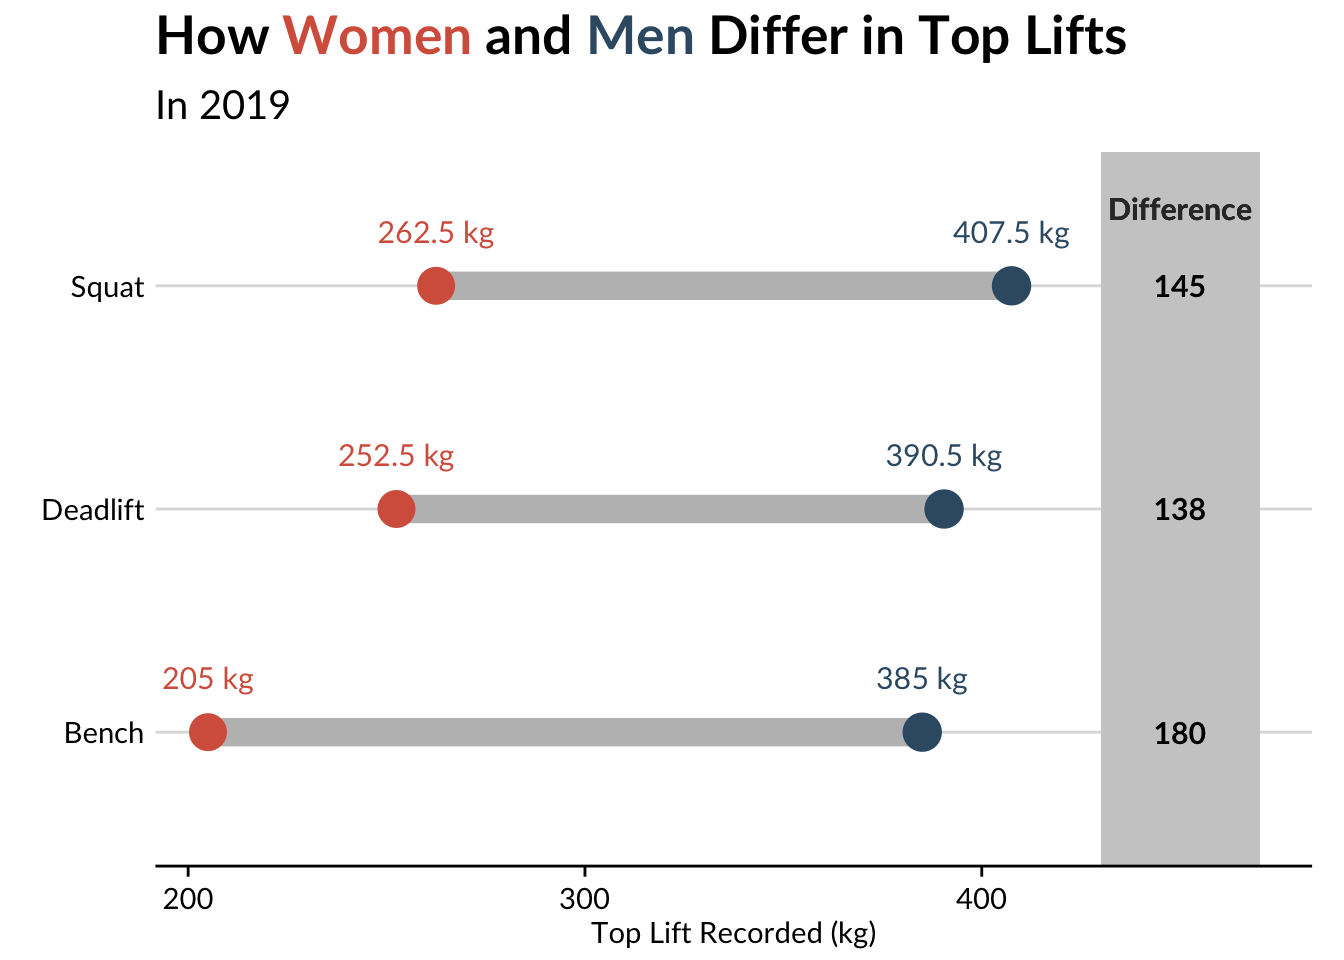 How Women and Men Differ in Top Lifts
In 2019
Difference
262.5 kg 407.5 kg
Squat 145
252.5 kg 390.5 kg
Deadlift 138
205 kg 385 kg
Bench 180
200 300 400
Top Lift Recorded (kg)